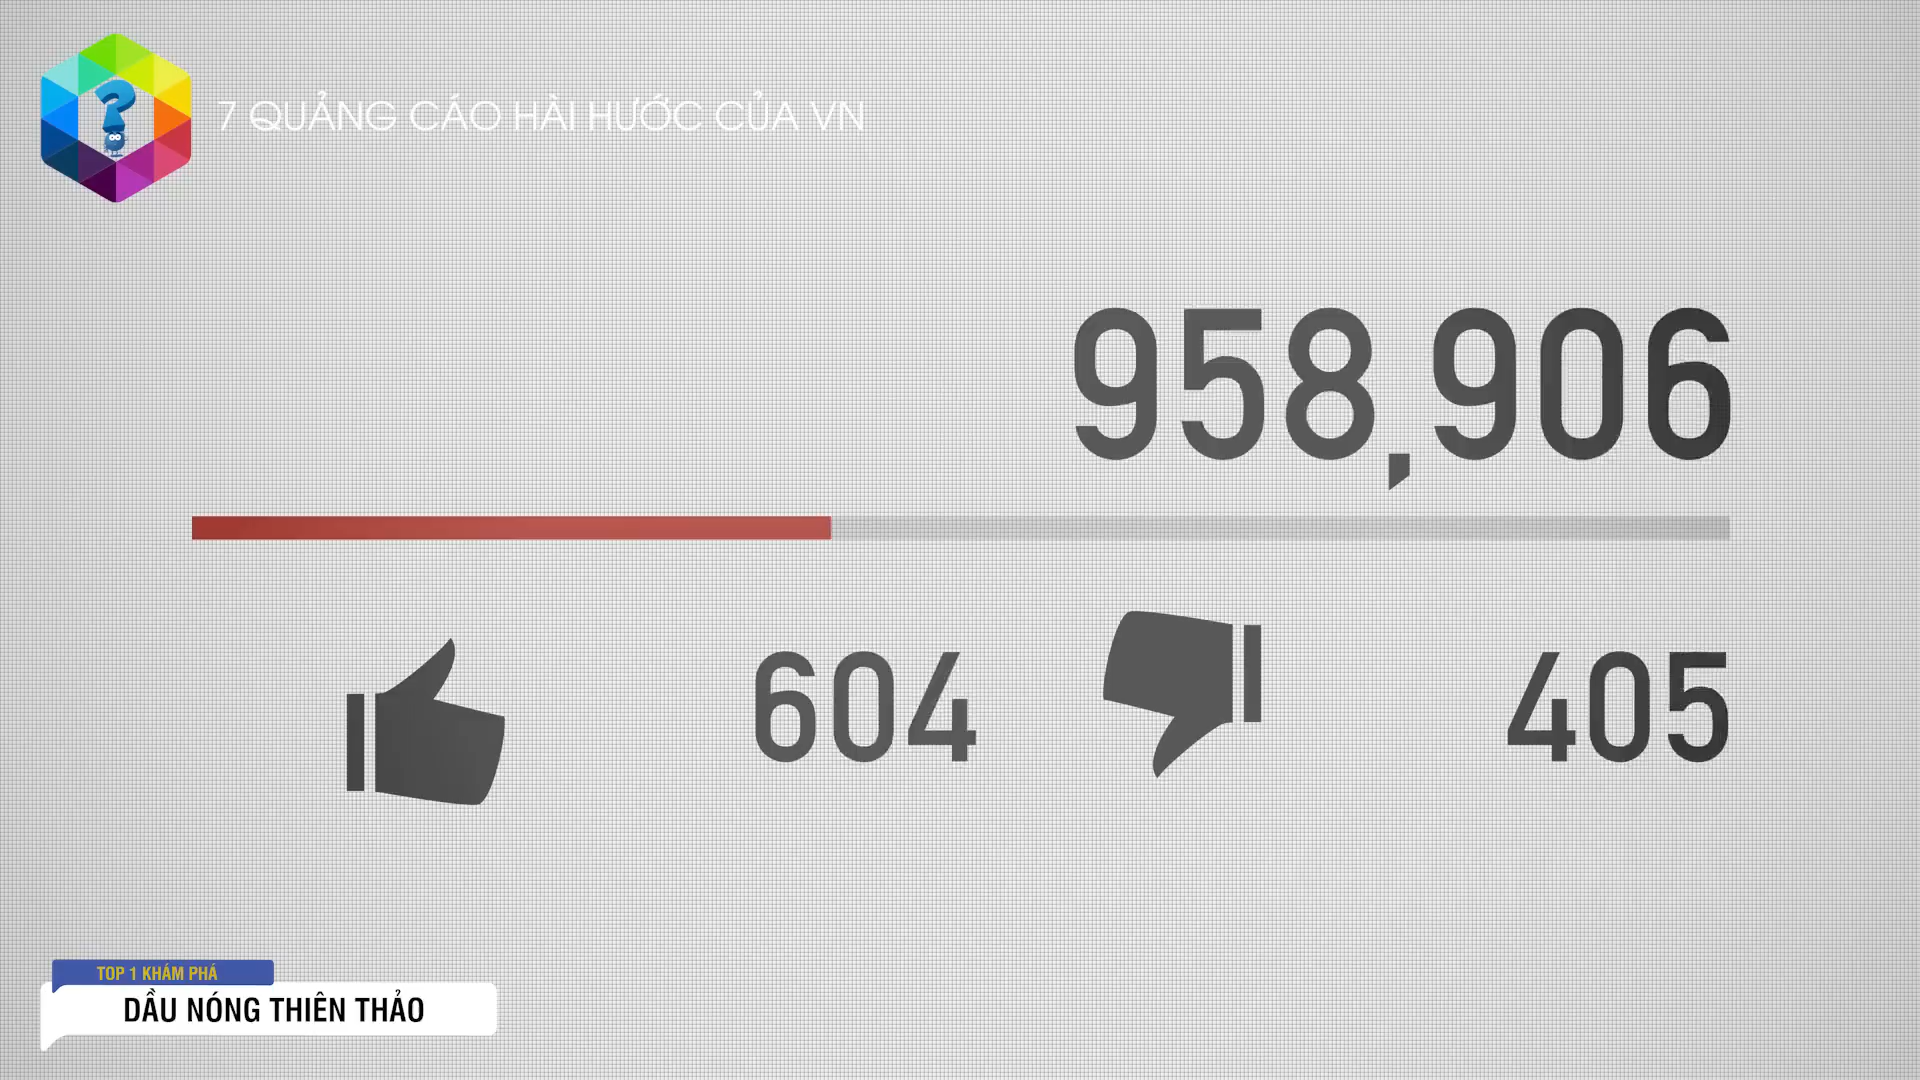 7 QUẢNG CÁO HÀI HƯỚC CỦA VN
958,906
604
405
TOP 1 KHÁM PHÁ
DẦU NÓNG THIÊN THẢO